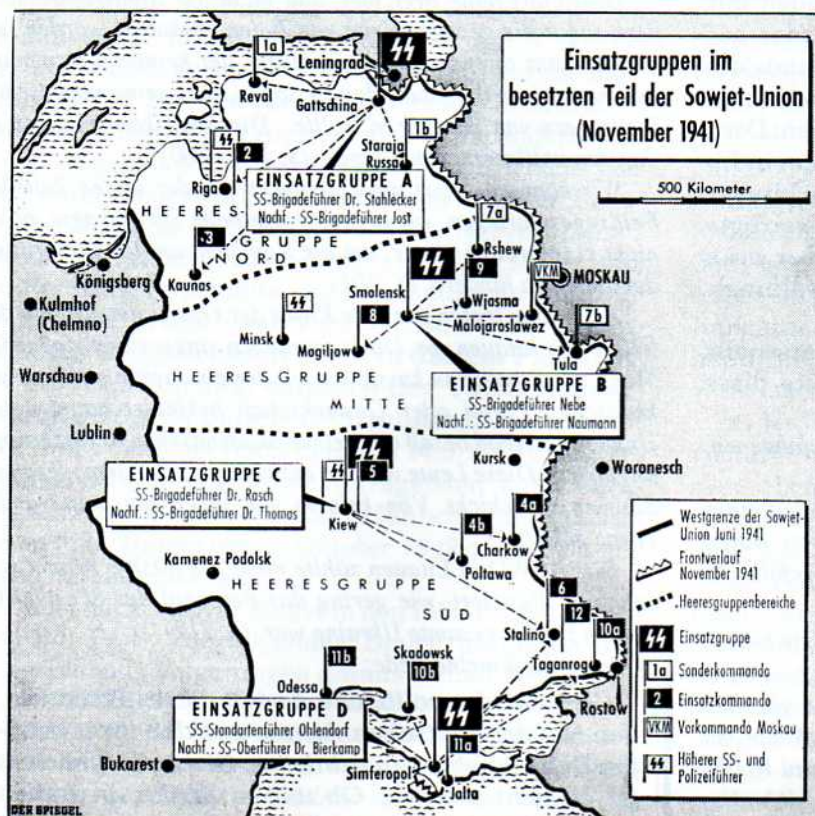 Einsatzgruppen im
besetzten Teil der Sowjet-Union
(November 1941)
500 Kilometer
1a
Leningrad
Reval
Gattschina
1b
Staraja
Russa
2
Riga
EINSATZGRUPPE A
SS-Brigadeführer Dr. Stahlecker
Nachf.: SS-Brigadeführer Jost
HEERESGRUPPE
NORD
3
Kaunas
7a
Rshew
9
Königsberg
Kulmhof
(Chelmno)
VKM
MOSKAU
Smolensk
Wjasma
8
Malojaroslawez
7b
Minsk
Mogiljow
Tula
Warschau
HEERESGRUPPE
MITTE
EINSATZGRUPPE B
SS-Brigadeführer Nebe
Nachf.: SS-Brigadeführer Naumann
Lublin
Kursk
Woronesch
EINSATZGRUPPE C
SS-Brigadeführer Dr. Rasch
Nachf.: SS-Brigadeführer Dr. Thomas
5
Kiew
4a
4b
Charkow
Poltawa
Kamenez Podolsk
HEERESGRUPPE
SÜD
6
12
Stalino
10a
Taganrog
Rostow
11b
Odessa
Skadowsk
10b
EINSATZGRUPPE D
SS-Standartenführer Ohlendorf
Nachf.: SS-Oberführer Dr. Bierkamp
11a
Bukarest
Simferopol
Jalta
Westgrenze der Sowjet-
Union Juni 1941
Frontverlauf
November 1941
Heeresgruppenbereiche
Einsatzgruppe
1a Sonderkommando
2 Einsatzkommando
VKM Vorkommando Moskau
Höherer SS- und
Polizeiführer
DER SPIEGEL